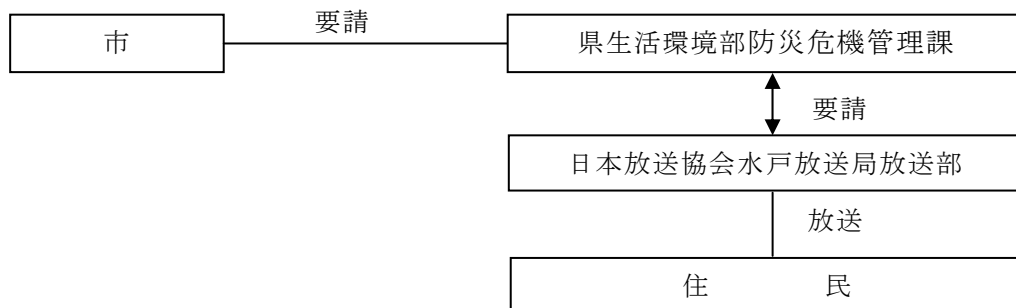 要請
市
県生活環境部防災危機管理課
要請
日本放送協会水戸放送局放送部
放送
住　　　民